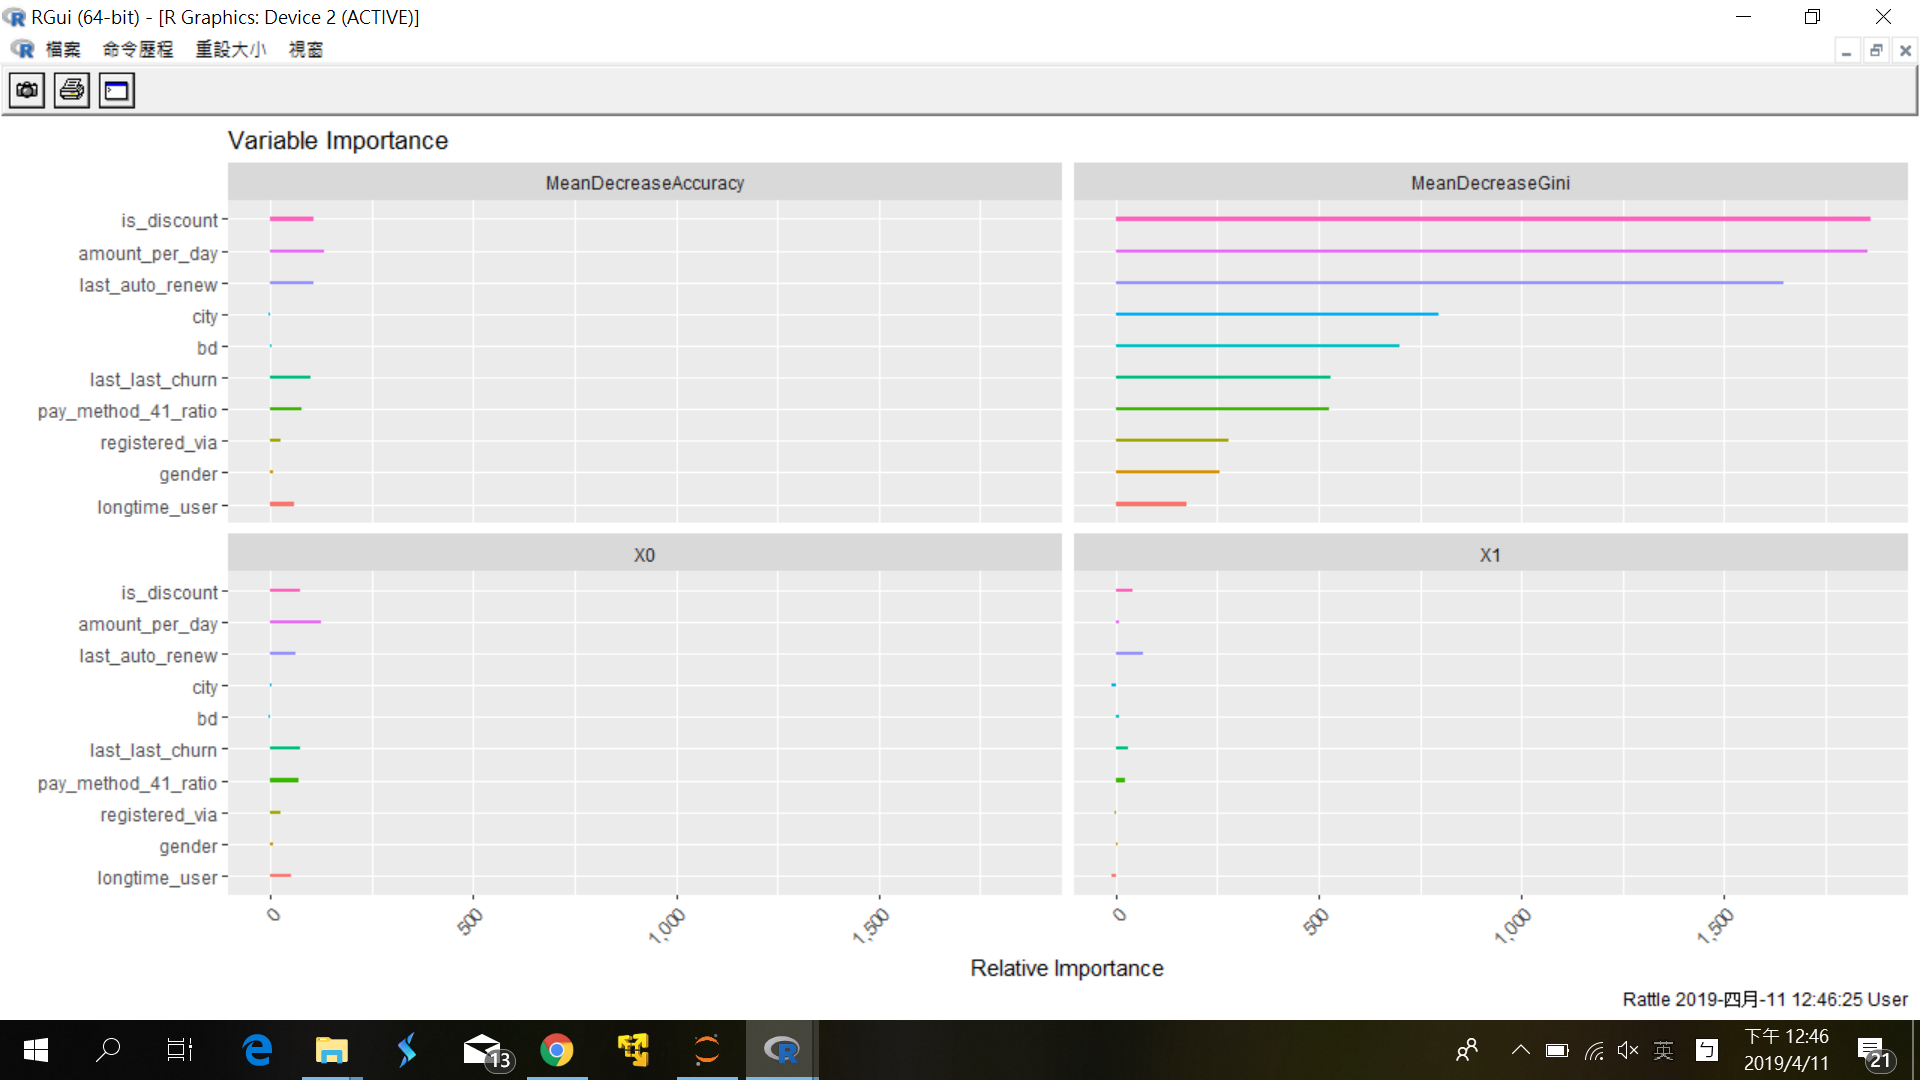 RGui (64-bit) - [R Graphics: Device 2 (ACTIVE)]
檔案 命令歷程 重設大小 視窗
Variable Importance
MeanDecreaseAccuracy
MeanDecreaseGini
is_discount
amount_per_day
last_auto_renew
city
bd
last_last_churn
pay_method_41_ratio
registered_via
gender
longtime_user
X0
X1
is_discount
amount_per_day
last_auto_renew
city
bd
last_last_churn
pay_method_41_ratio
registered_via
gender
longtime_user
0 500 1,000 1,500
0 500 1,000 1,500
Relative Importance
Rattle 2019-四月-11 12:46:25 User
13
英
ㄅ
下午 12:46
2019/4/11
21